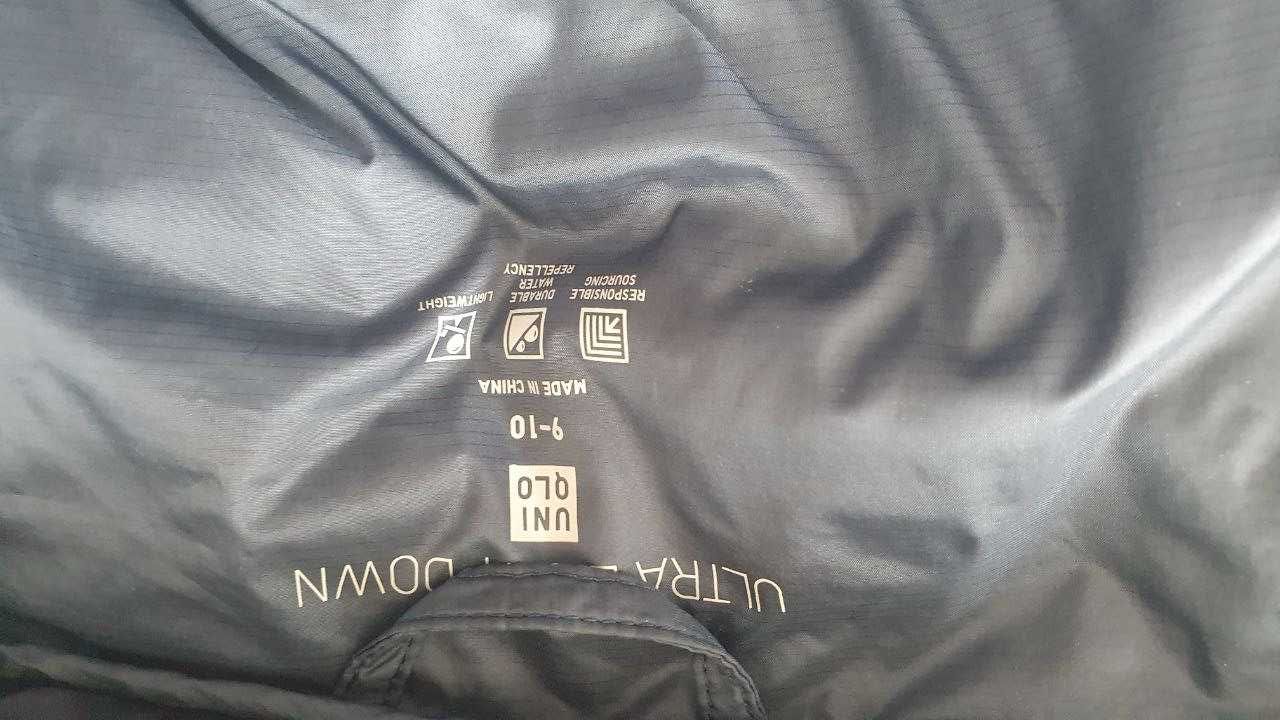 ULTRA DOWN
UNI
QLO
9-10
MADE IN CHINA
RESPONSIBLE
SOURCING
DURABLE
WATER
REPELLENCY
LIGHTWEIGHT